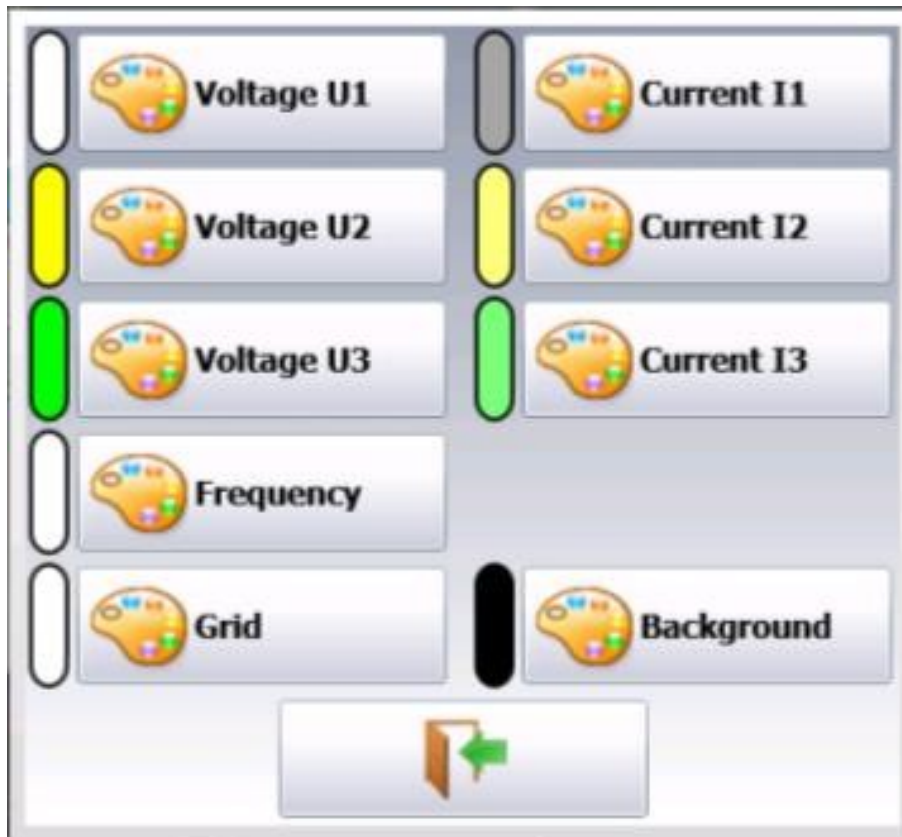 Voltage U1
Current I1
Voltage U2
Current I2
Voltage U3
Current I3
Frequency
Grid
Background